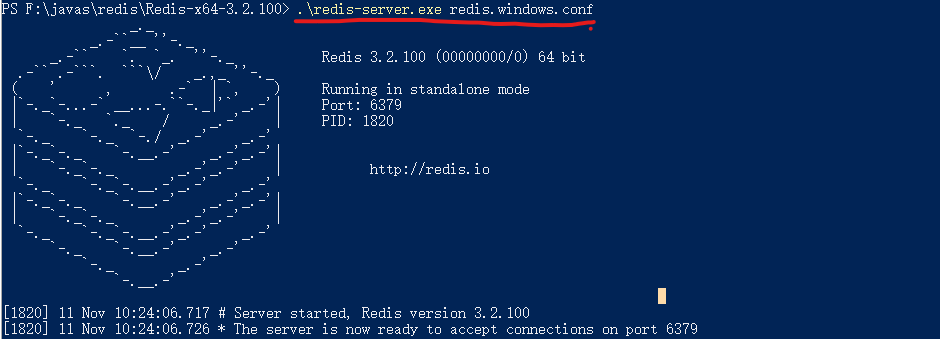 PS F:\javas\redis\Redis-x64-3.2.100> .\redis-server.exe redis.windows.conf
Redis 3.2.100 (00000000/0) 64 bit
Running in standalone mode
Port: 6379
PID: 1820
http://redis.io
[1820] 11 Nov 10:24:06.717 # Server started, Redis version 3.2.100
[1820] 11 Nov 10:24:06.726 * The server is now ready to accept connections on port 6379